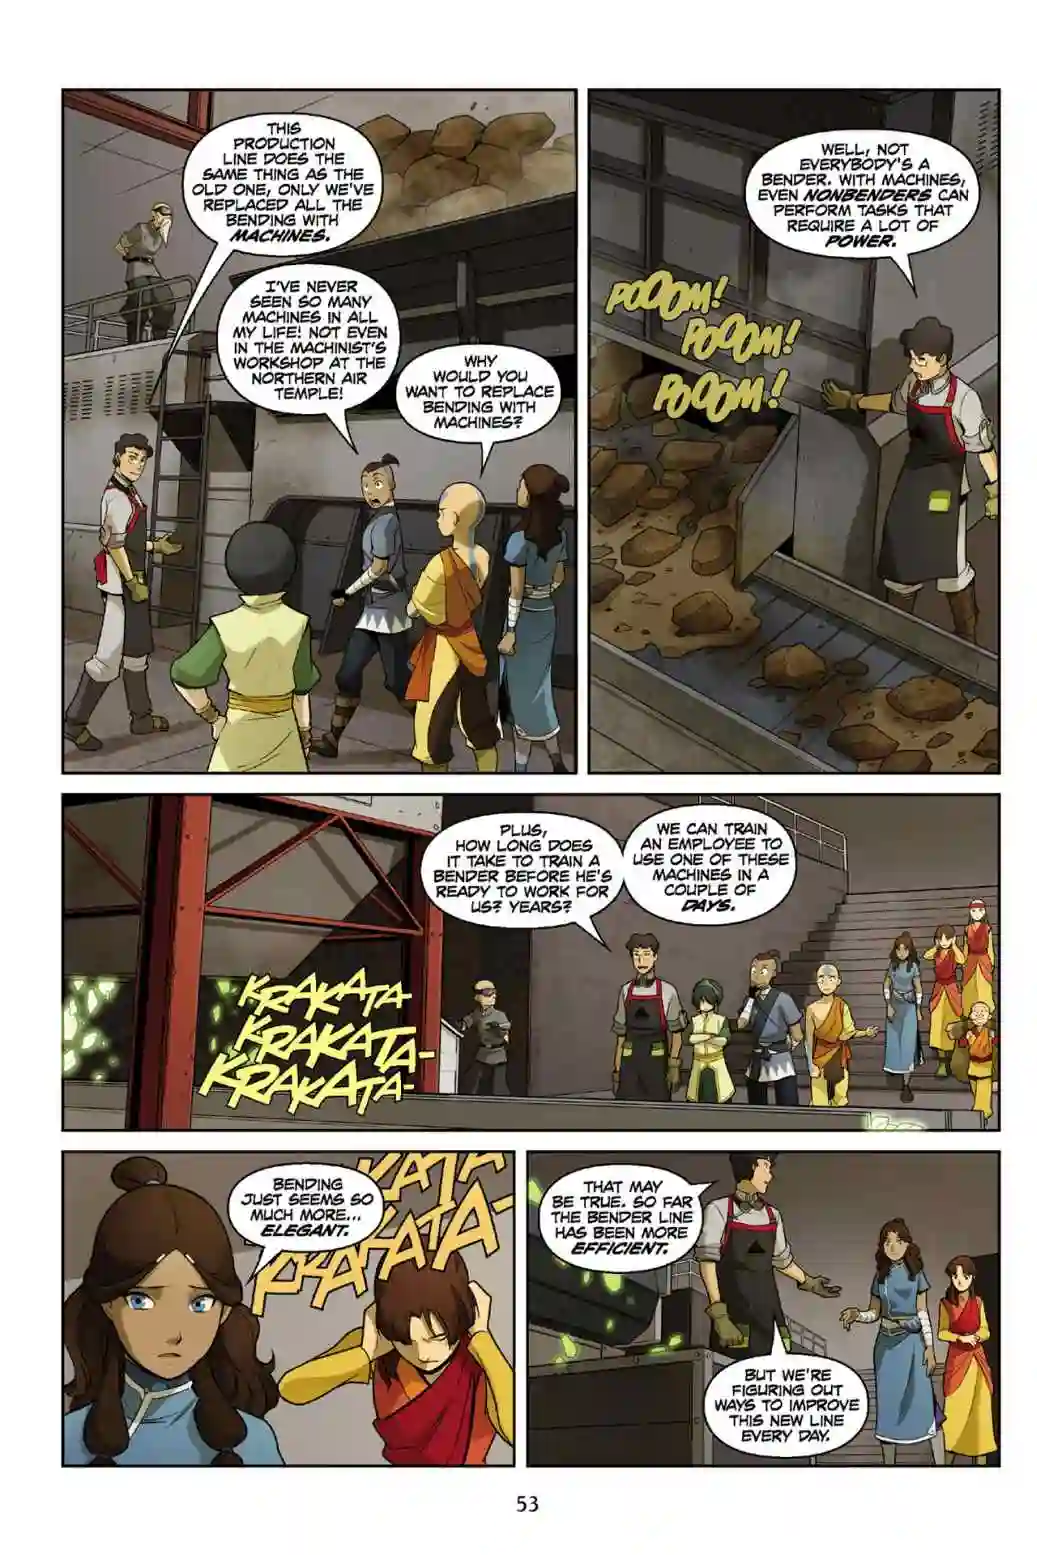 THIS
PRODUCTION
LINE DOES THE
SAME THING AS THE
OLD ONE, ONLY WE'VE
REPLACED ALL THE
BENDING WITH
MACHINES.
I'VE NEVER
SEEN SO MANY
MACHINES IN ALL
MY LIFE! NOT EVEN
IN THE MACHINIST'S
WORKSHOP AT THE
NORTHERN AIR
TEMPLE!
WHY
WOULD YOU
WANT TO REPLACE
BENDING WITH
MACHINES?
WELL, NOT
EVERYBODY'S A
BENDER. WITH MACHINES,
EVEN NONBENDERS CAN
PERFORM TASKS THAT
REQUIRE A LOT OF
POWER.
POOOM!
POOOM!
POOOM!
PLUS,
HOW LONG DOES
IT TAKE TO TRAIN A
BENDER BEFORE HE'S
READY TO WORK FOR
US? YEARS?
WE CAN TRAIN
AN EMPLOYEE TO
USE ONE OF THESE
MACHINES IN A
COUPLE OF
DAYS.
KRAKATA-
KRAKATA-
KRAKATA-
BENDING
JUST SEEMS SO
MUCH MORE...
ELEGANT.
KATA
KATA-
KRAKATA-
THAT MAY
BE TRUE. SO FAR
THE BENDER LINE
HAS BEEN MORE
EFFICIENT.
BUT WE'RE
FIGURING OUT
WAYS TO IMPROVE
THIS NEW LINE
EVERY DAY.
53